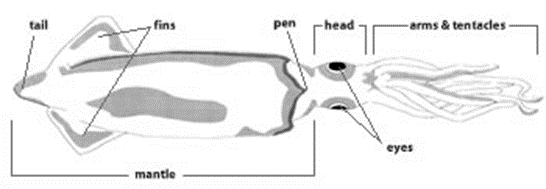 tail
fins
pen
head
arms & tentacles
eyes
mantle